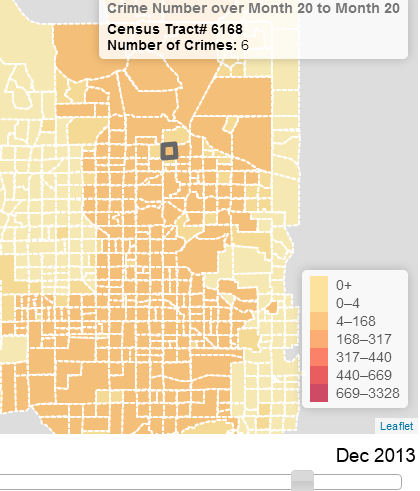 Crime Number over Month 20 to Month 20
Census Tract# 6168
Number of Crimes: 6
0+
0–4
4–168
168–317
317–440
440–669
669–3328
Leaflet
Dec 2013